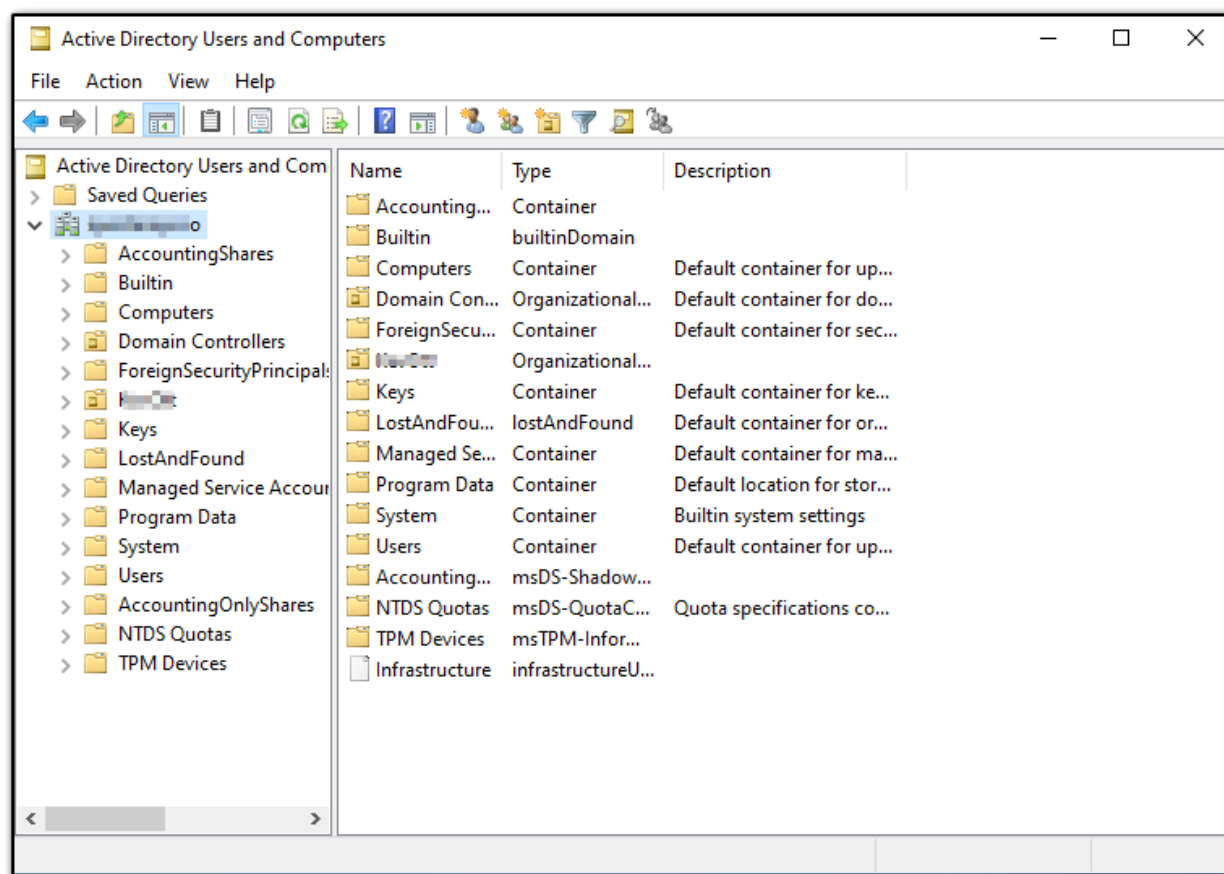 Active Directory Users and Computers
File Action View Help
Active Directory Users and Com
Saved Queries
AccountingShares
Builtin
Computers
Domain Controllers
ForeignSecurityPrincipals
Keys
LostAndFound
Managed Service Accour
Program Data
System
Users
AccountingOnlyShares
NTDS Quotas
TPM Devices
Name Type Description
Accounting... Container
Builtin builtinDomain
Computers Container Default container for up...
Domain Con... Organizational... Default container for do...
ForeignSecu... Container Default container for sec...
Organizational...
Keys Container Default container for ke...
LostAndFou... lostAndFound Default container for or...
Managed Se... Container Default container for ma...
Program Data Container Default location for stor...
System Container Builtin system settings
Users Container Default container for up...
Accounting... msDS-Shadow...
NTDS Quotas msDS-QuotaC... Quota specifications co...
TPM Devices msTPM-Infor...
Infrastructure infrastructureU...